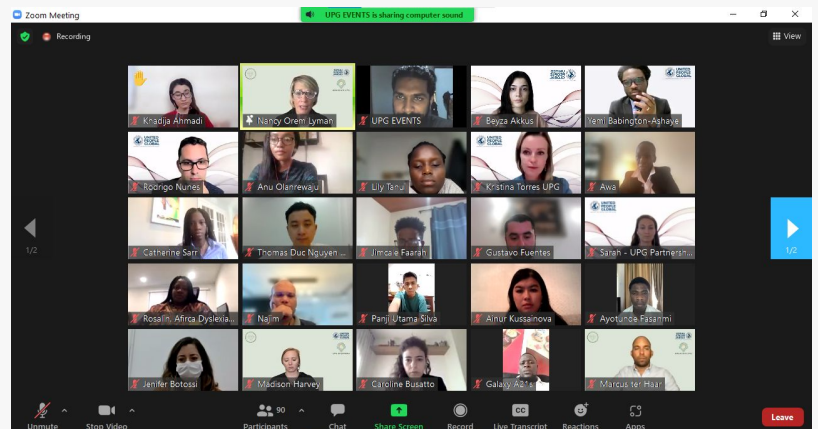 Zoom Meeting
UPG EVENTS is sharing computer sound
Recording
View
Khadija Ahmadi
Nancy Orem Lyman
UPG EVENTS
Beyza Akkus
Yemi Babington-Ashaye
UNITED PEOPLE GLOBAL
Rodrigo Nunes
Anu Olanrewaju
Lily Tanui
Kristina Torres UPG
Awa
Catherine Sarr
Thomas Duc Nguyen ...
Jimcale Faarah
Gustavo Fuentes
Sarah - UPG Partnersh...
1/2
1/2
Rosalin, Africa Dyslexia...
Najim
Panji Utama Silva
Ainur Kussainova
Ayotunde Fasanmi
Jenifer Botossi
Madison Harvey
Caroline Busatto
Galaxy A21s
Marcus ter Haar
90
CC
Unmute
Stop Video
Participants
Chat
Share Screen
Record
Live Transcript
Reactions
Apps
Leave